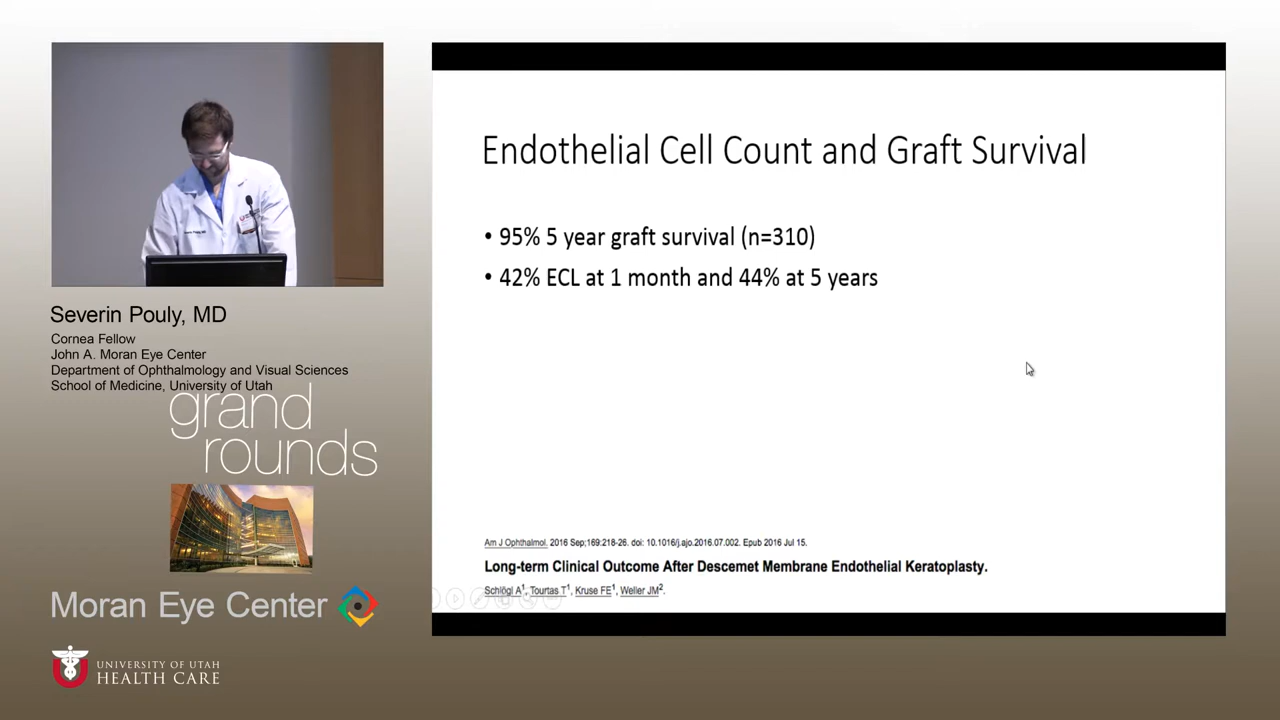 Endothelial Cell Count and Graft Survival
• 95% 5 year graft survival (n=310)
• 42% ECL at 1 month and 44% at 5 years
Am J Ophthalmol. 2016 Sep;169:218-26. doi: 10.1016/j.ajo.2016.07.002. Epub 2016 Jul 15.
Long-term Clinical Outcome After Descemet Membrane Endothelial Keratoplasty.
Schlögl A1, Tourtas T1, Kruse FE1, Weller JM2.
Severin Pouly, MD
Cornea Fellow
John A. Moran Eye Center
Department of Ophthalmology and Visual Sciences
School of Medicine, University of Utah
grand
rounds
Moran Eye Center
UNIVERSITY OF UTAH
HEALTH CARE